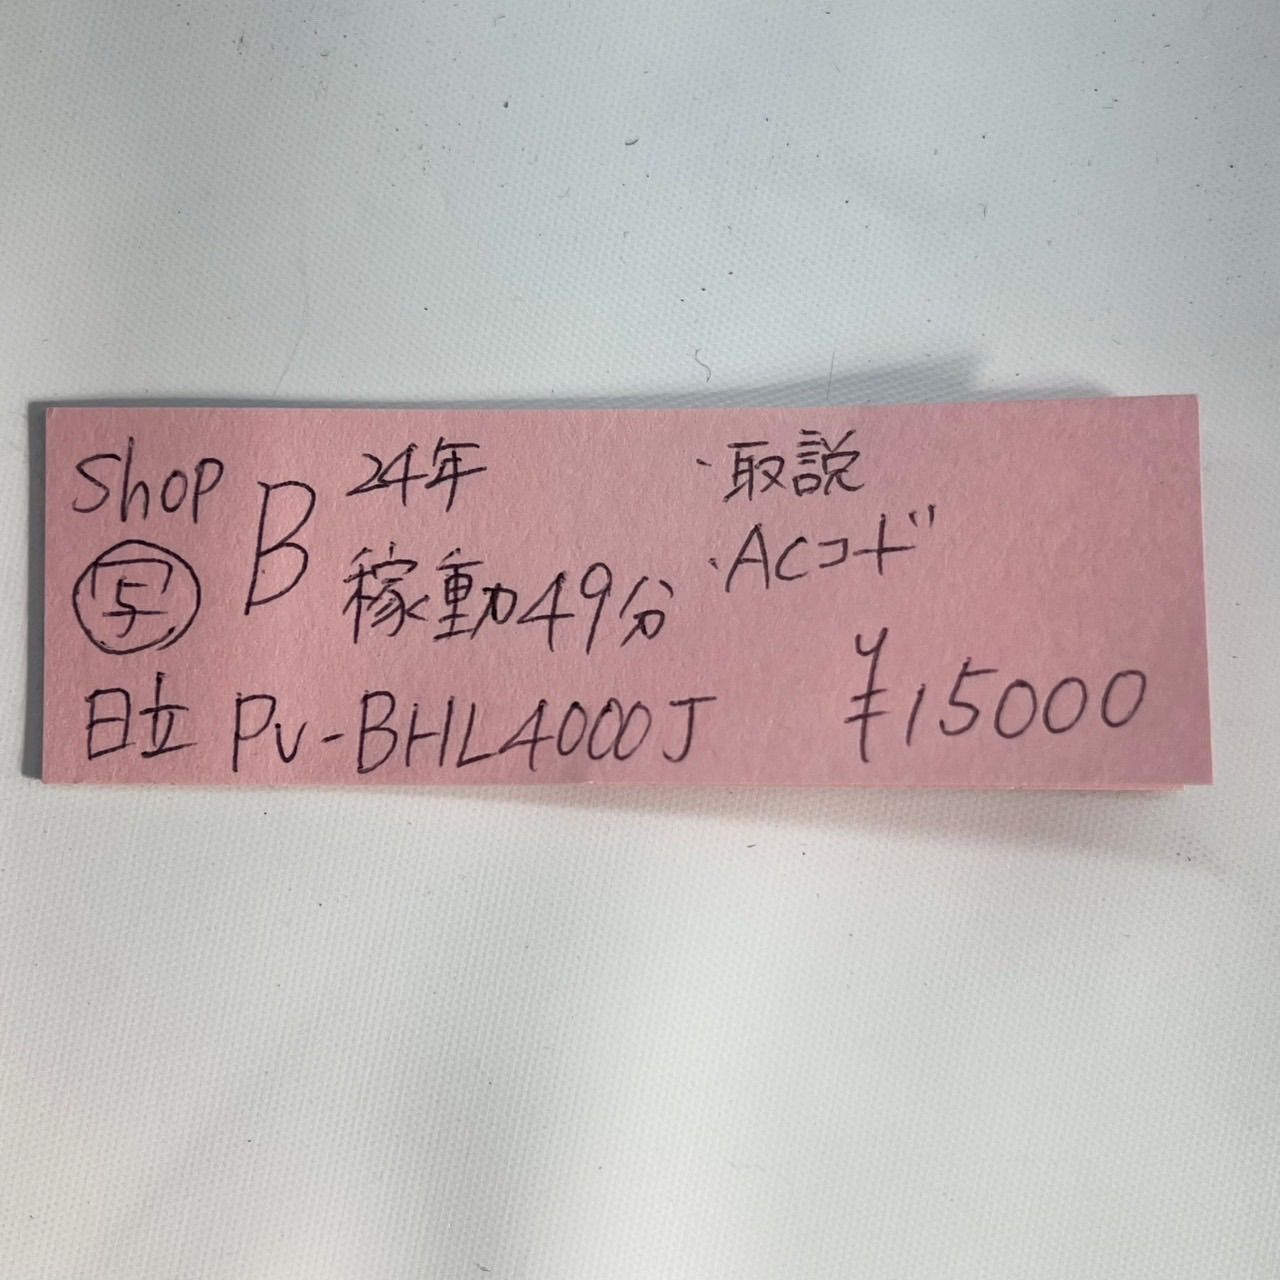 Shop B 24年
・取説
写 稼動49分
・ACコード
日立 PV-BHL4000J ¥15000